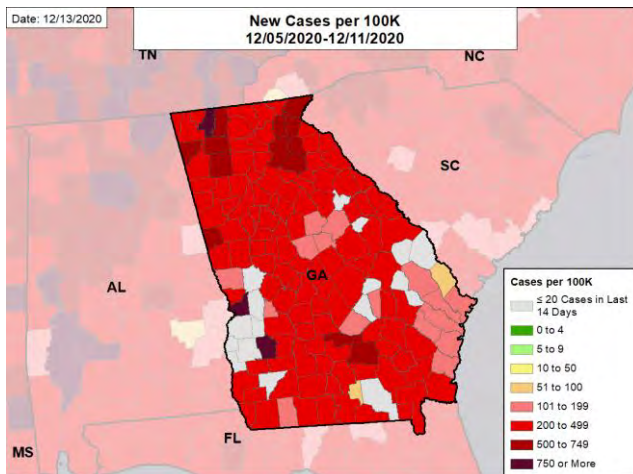 Date: 12/13/2020
New Cases per 100K
12/05/2020-12/11/2020
TN
NC
SC
AL
GA
MS
FL
Cases per 100K
≤ 20 Cases in Last
14 Days
0 to 4
5 to 9
10 to 50
51 to 100
101 to 199
200 to 499
500 to 749
750 or More